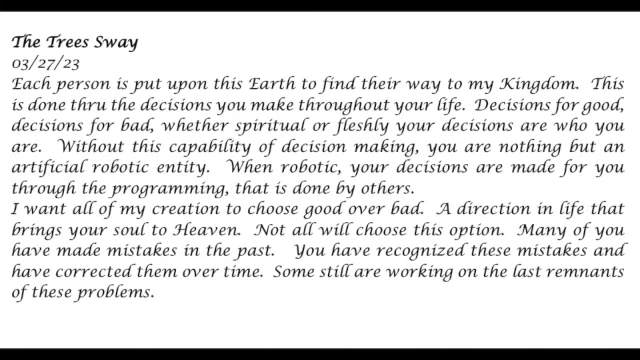 The Trees Sway
03/27/23
Each person is put upon this Earth to find their way to my Kingdom. This
is done thru the decisions you make throughout your life. Decisions for good,
decisions for bad, whether spiritual or fleshly your decisions are who you
are. Without this capability of decision making, you are nothing but an
artificial robotic entity. When robotic, your decisions are made for you
through the programming, that is done by others.
I want all of my creation to choose good over bad. A direction in life that
brings your soul to Heaven. Not all will choose this option. Many of you
have made mistakes in the past. You have recognized these mistakes and
have corrected them over time. Some still are working on the last remnants
of these problems.